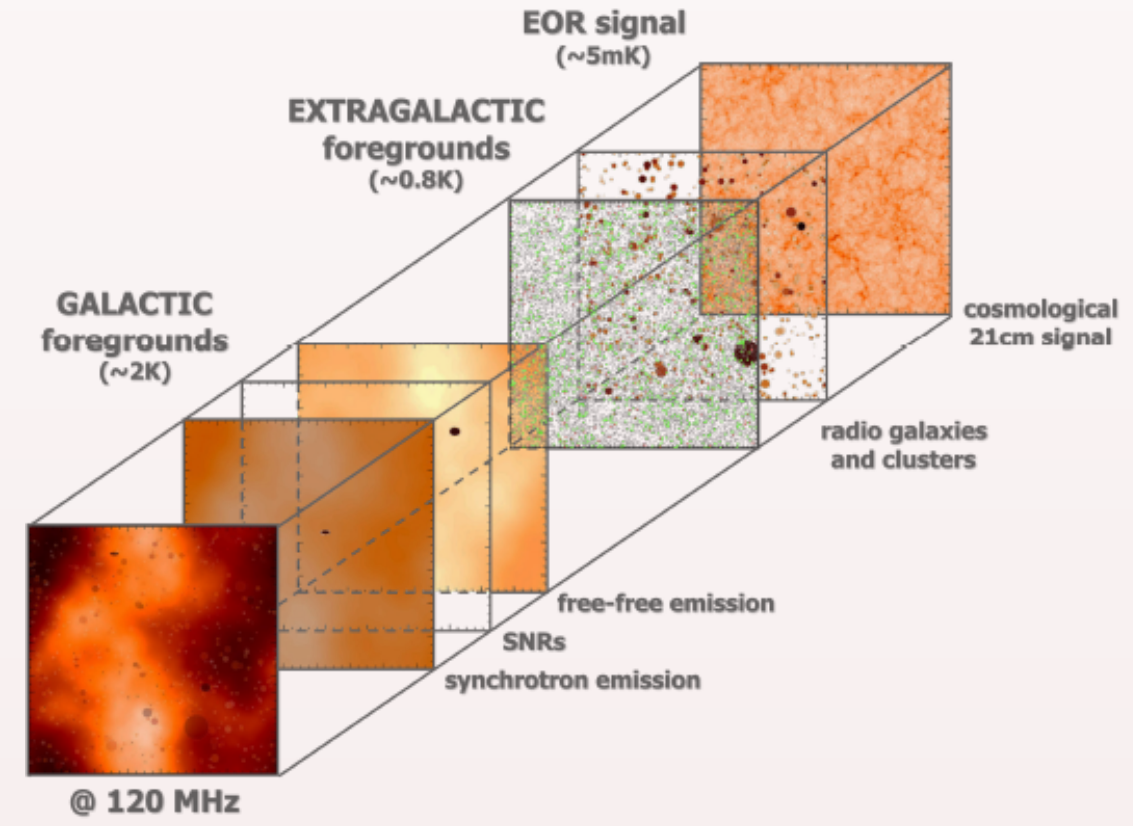 EOR signal
(~5mK)
EXTRAGALACTIC
foregrounds
(~0.8K)
GALACTIC
foregrounds
(~2K)
cosmological
21cm signal
radio galaxies
and clusters
free-free emission
SNRs
synchrotron emission
@ 120 MHz